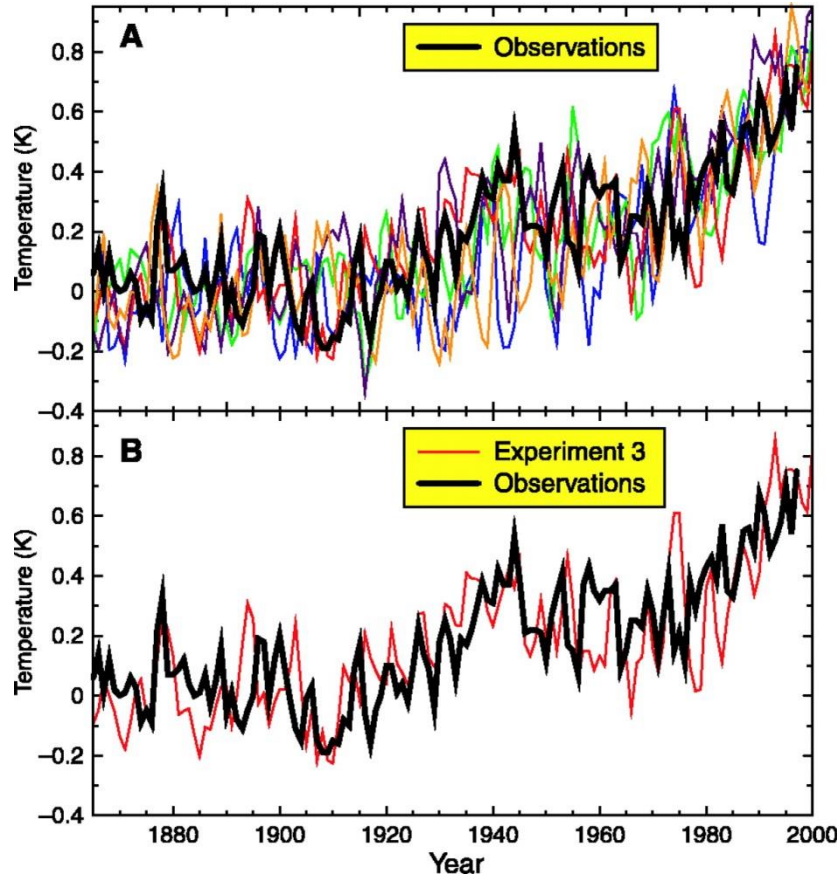 A
Observations
Temperature (K)
0.8
0.6
0.4
0.2
0
–0.2
–0.4
B
Experiment 3
Observations
Temperature (K)
0.8
0.6
0.4
0.2
0
–0.2
–0.4
1880 1900 1920 1940 1960 1980 2000
Year